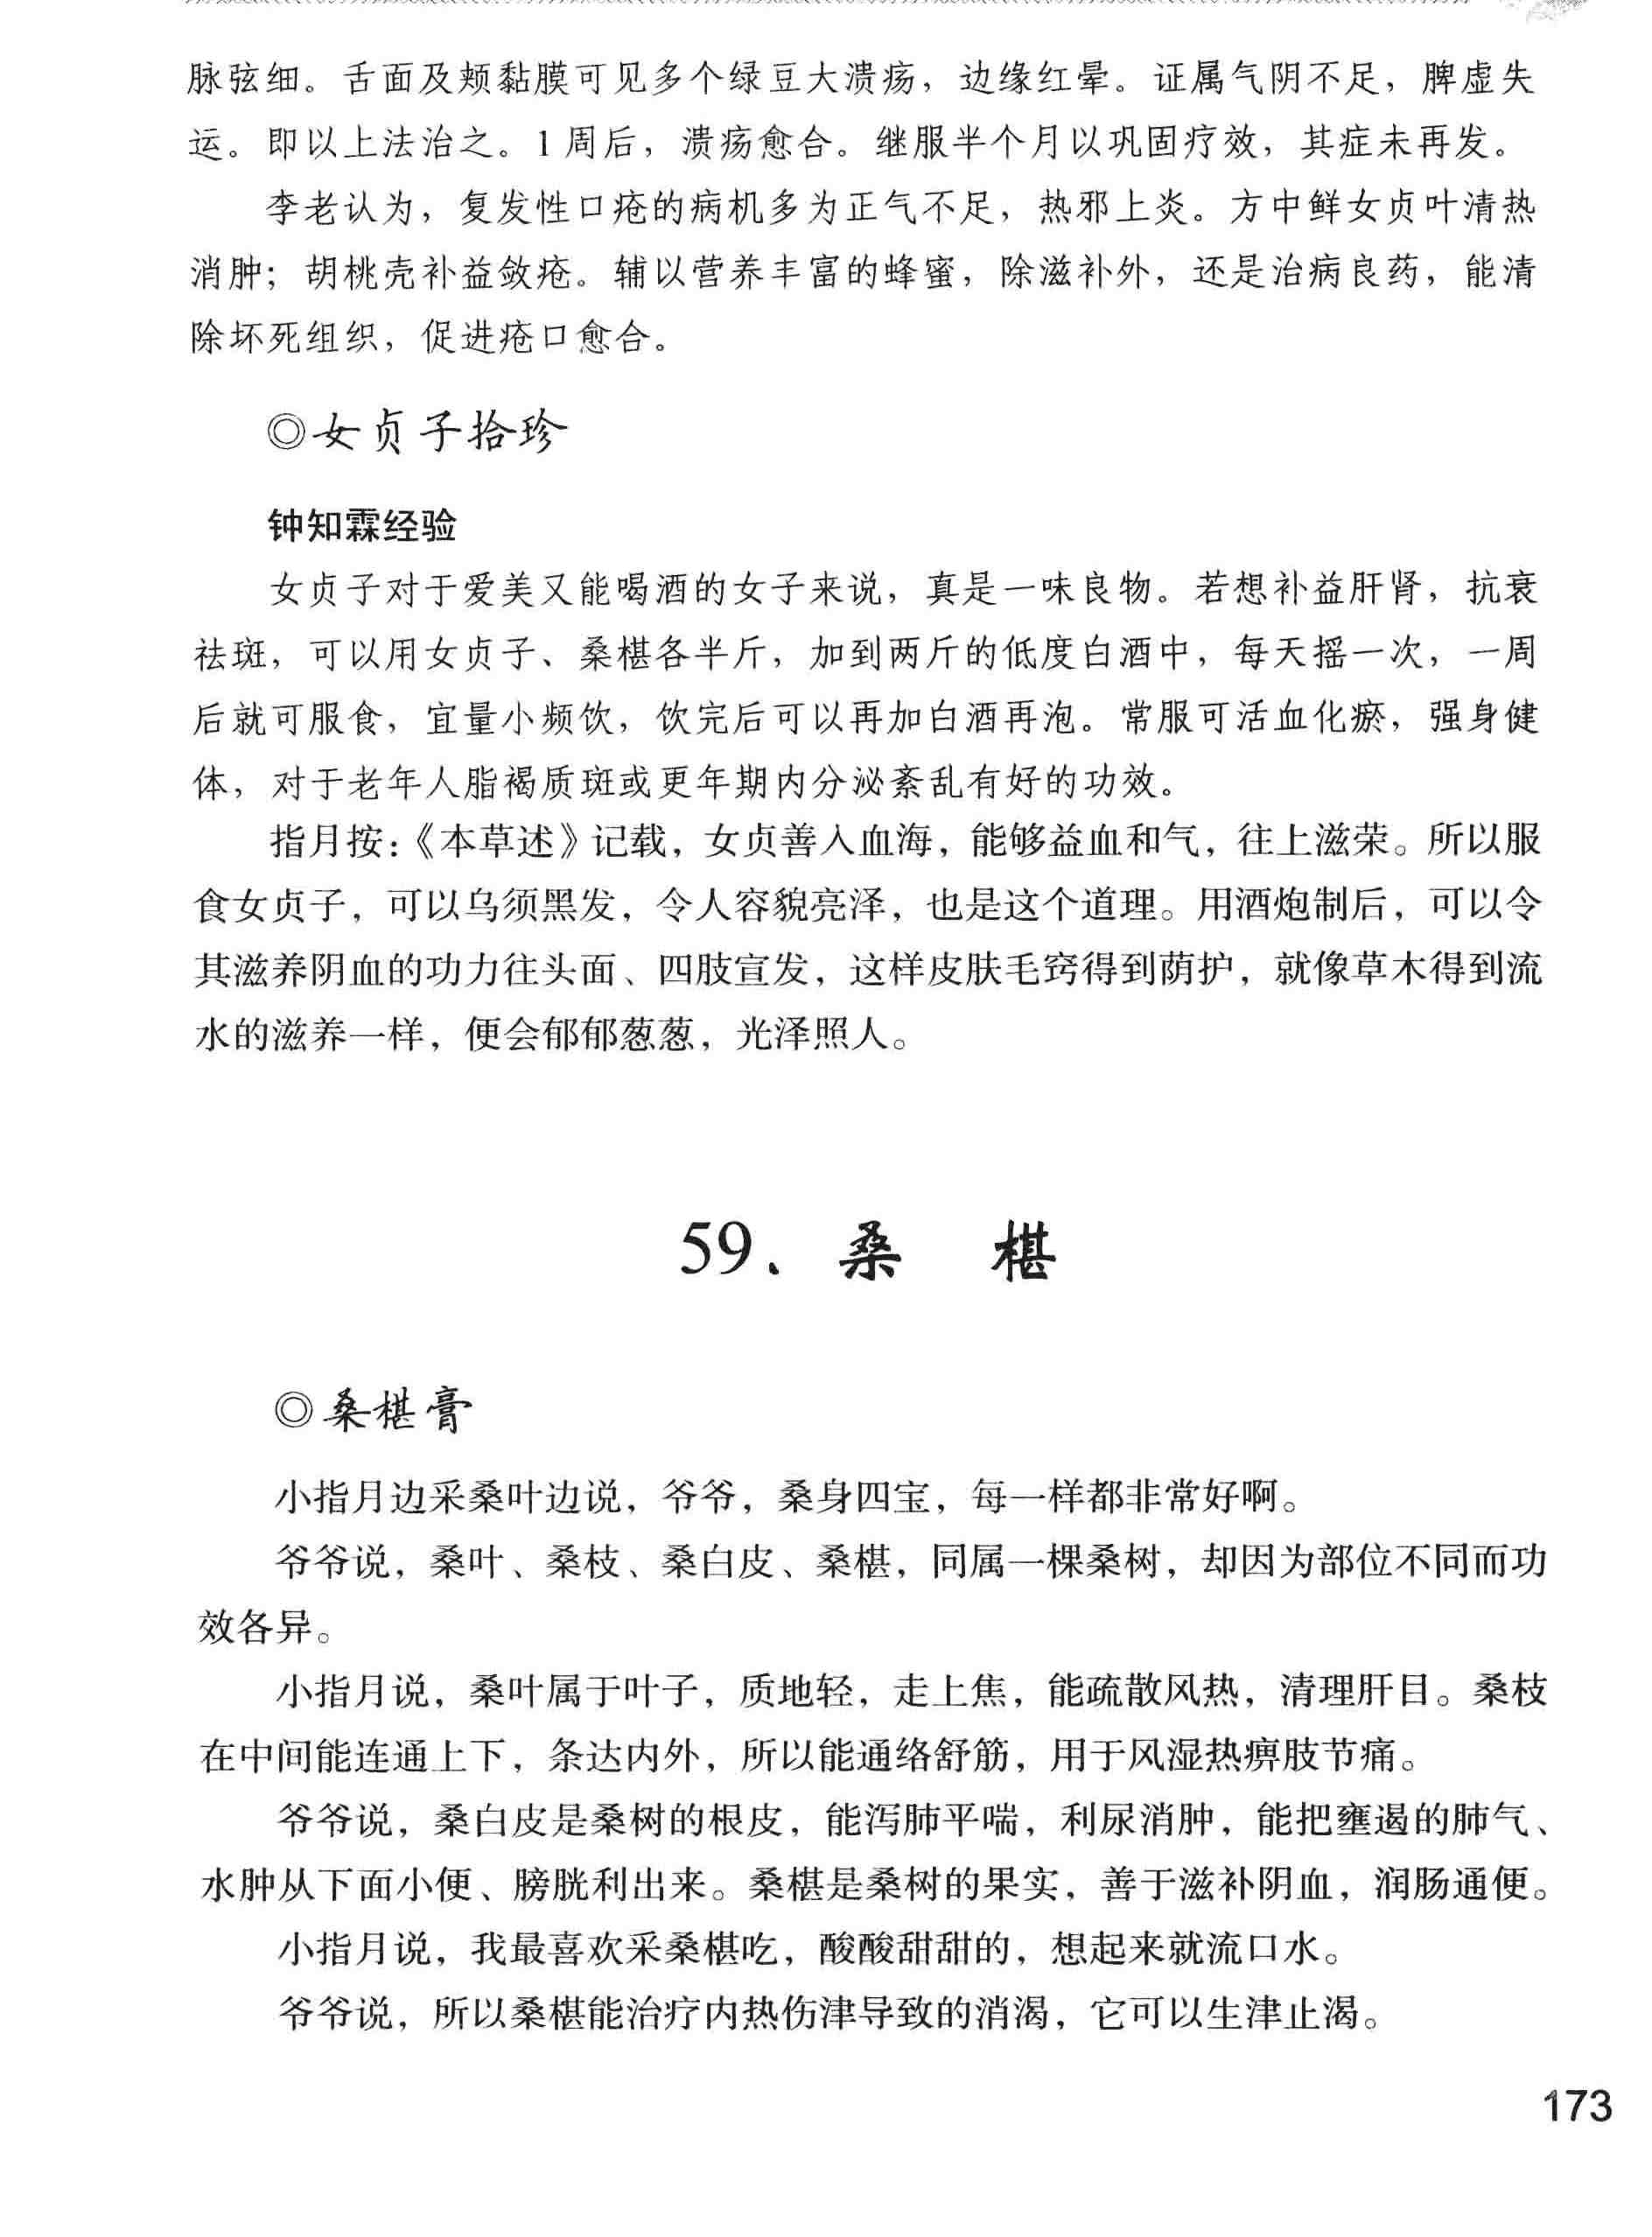 脉弦细。舌面及颊黏膜可见多个绿豆大溃疡，边缘红晕。证属气阴不足，脾虚失
运。即以上法治之。1 周后，溃疡愈合。继服半个月以巩固疗效，其症未再发。
李老认为，复发性口疮的病机多为正气不足，热邪上炎。方中鲜女贞叶清热
消肿；胡桃壳补益敛疮。辅以营养丰富的蜂蜜，除滋补外，还是治病良药，能清
除坏死组织，促进疮口愈合。
◎女贞子拾珍
钟知霖经验
女贞子对于爱美又能喝酒的女子来说，真是一味良物。若想补益肝肾，抗衰
祛斑，可以用女贞子、桑椹各半斤，加到两斤的低度白酒中，每天摇一次，一周
后就可服食，宜量小频饮，饮完后可以再加白酒再泡。常服可活血化瘀，强身健
体，对于老年人脂褐质斑或更年期内分泌紊乱有好的功效。
指月按：《本草述》记载，女贞善入血海，能够益血和气，往上滋荣。所以服
食女贞子，可以乌须黑发，令人容貌亮泽，也是这个道理。用酒炮制后，可以令
其滋养阴血的功力往头面、四肢宣发，这样皮肤毛窍得到荫护，就像草木得到流
水的滋养一样，便会郁郁葱葱，光泽照人。
59、桑　椹
◎桑椹膏
小指月边采桑叶边说，爷爷，桑身四宝，每一样都非常好啊。
爷爷说，桑叶、桑枝、桑白皮、桑椹，同属一棵桑树，却因为部位不同而功
效各异。
小指月说，桑叶属于叶子，质地轻，走上焦，能疏散风热，清理肝目。桑枝
在中间能连通上下，条达内外，所以能通络舒筋，用于风湿热痹肢节痛。
爷爷说，桑白皮是桑树的根皮，能泻肺平喘，利尿消肿，能把壅遏的肺气、
水肿从下面小便、膀胱利出来。桑椹是桑树的果实，善于滋补阴血，润肠通便。
小指月说，我最喜欢采桑椹吃，酸酸甜甜的，想起来就流口水。
爷爷说，所以桑椹能治疗内热伤津导致的消渴，它可以生津止渴。
173